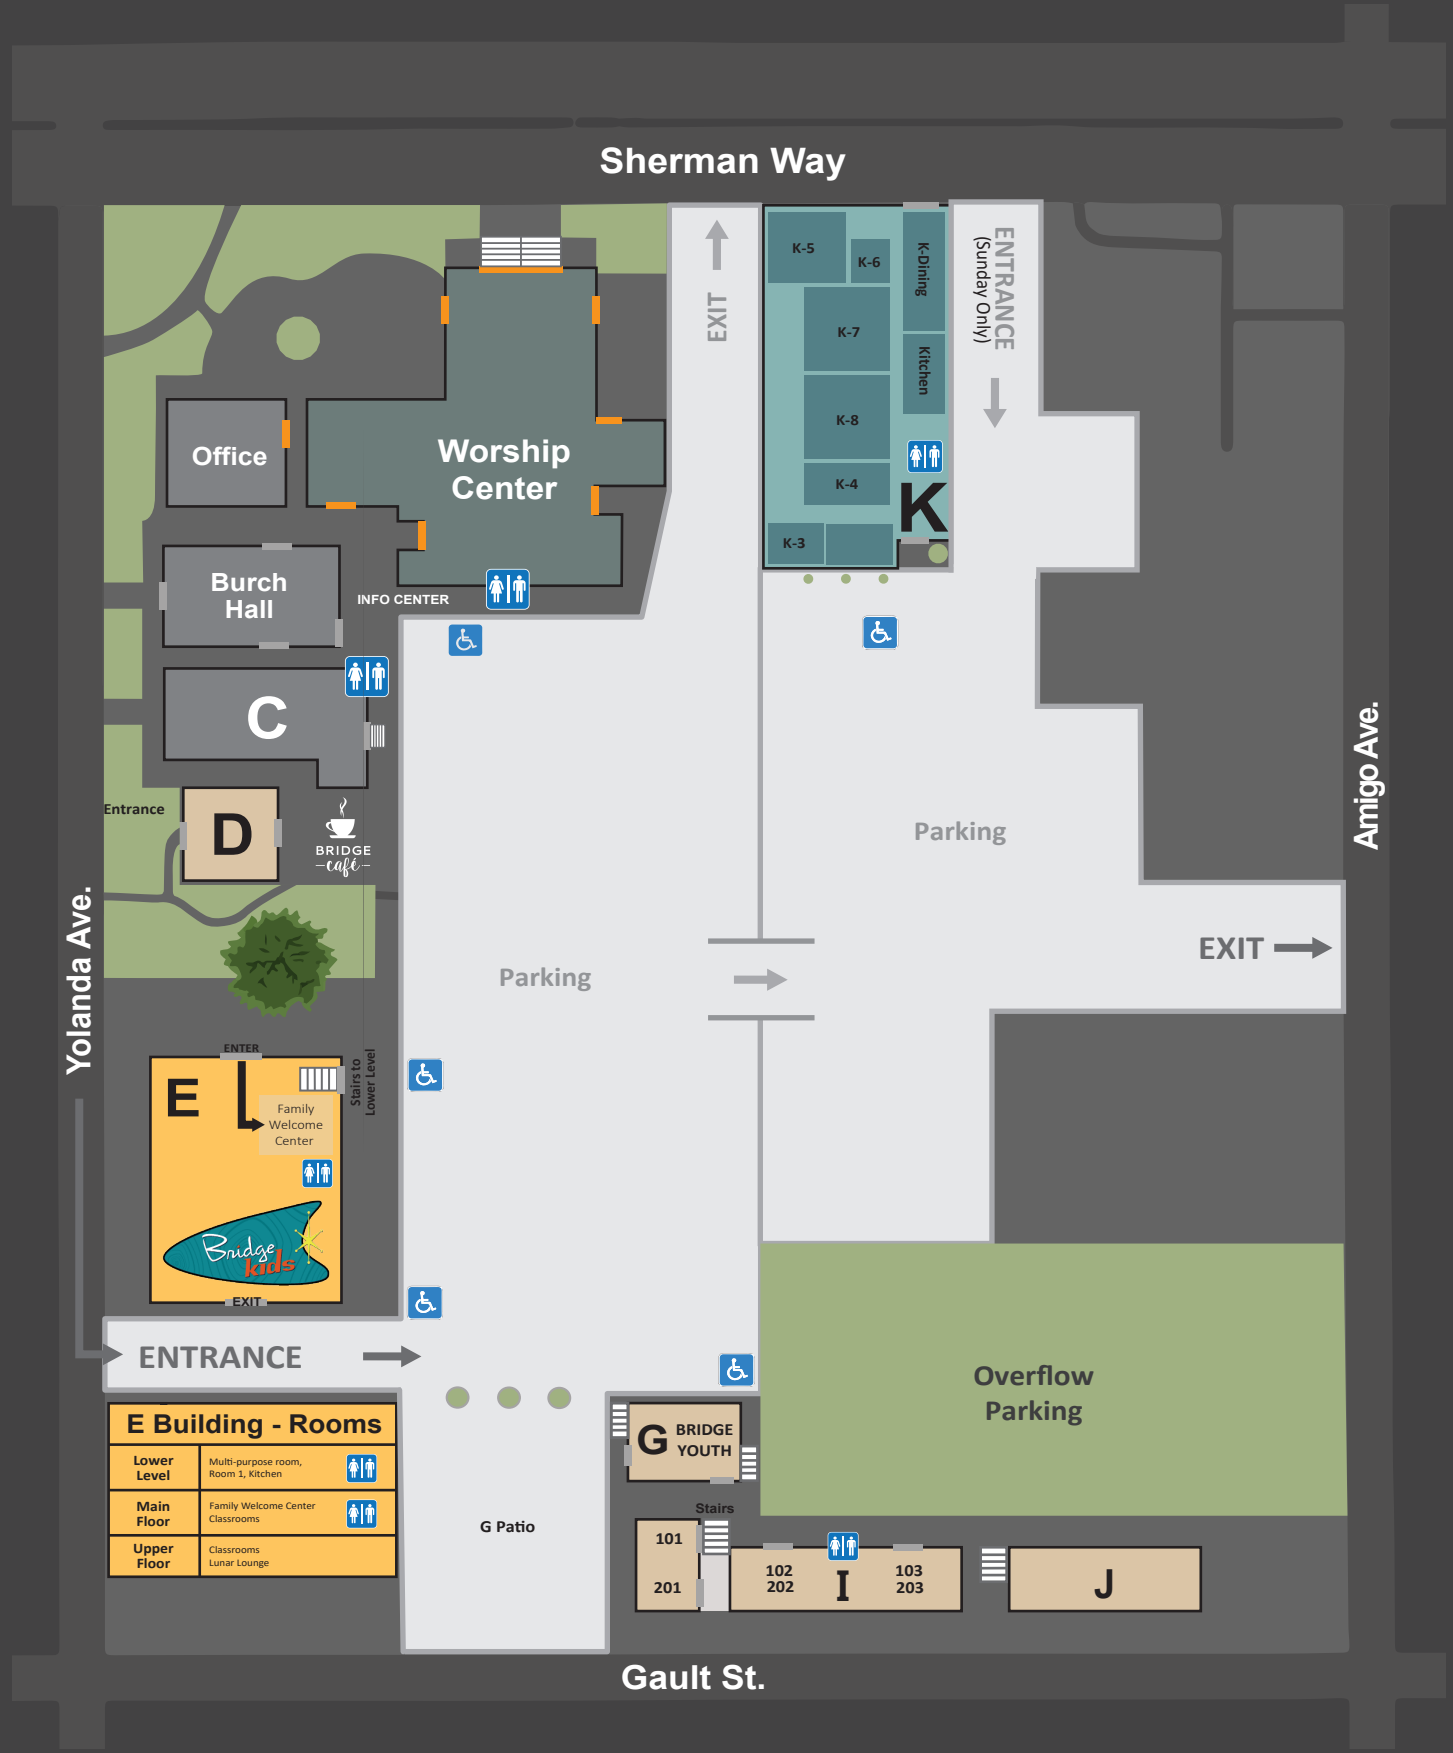 Sherman Way
EXIT
K-5
K-6
K-Dining
K-7
Kitchen
K-8
K-4
K
K-3
ENTRANCE
(Sunday Only)
Office
Worship
Center
Burch
Hall
INFO CENTER
C
Entrance
D
BRIDGE
café
Parking
Parking
Amigo Ave.
Yolanda Ave.
EXIT
ENTER
E
Stairs to
Lower Level
Family
Welcome
Center
Bridge
kids
EXIT
ENTRANCE
Overflow
Parking
E Building - Rooms
Lower
Level
Multi-purpose room,
Room 1, Kitchen
Main
Floor
Family Welcome Center
Classrooms
Upper
Floor
Classrooms
Lunar Lounge
G Patio
G
BRIDGE
YOUTH
Stairs
101
201
102
202
I
103
203
J
Gault St.